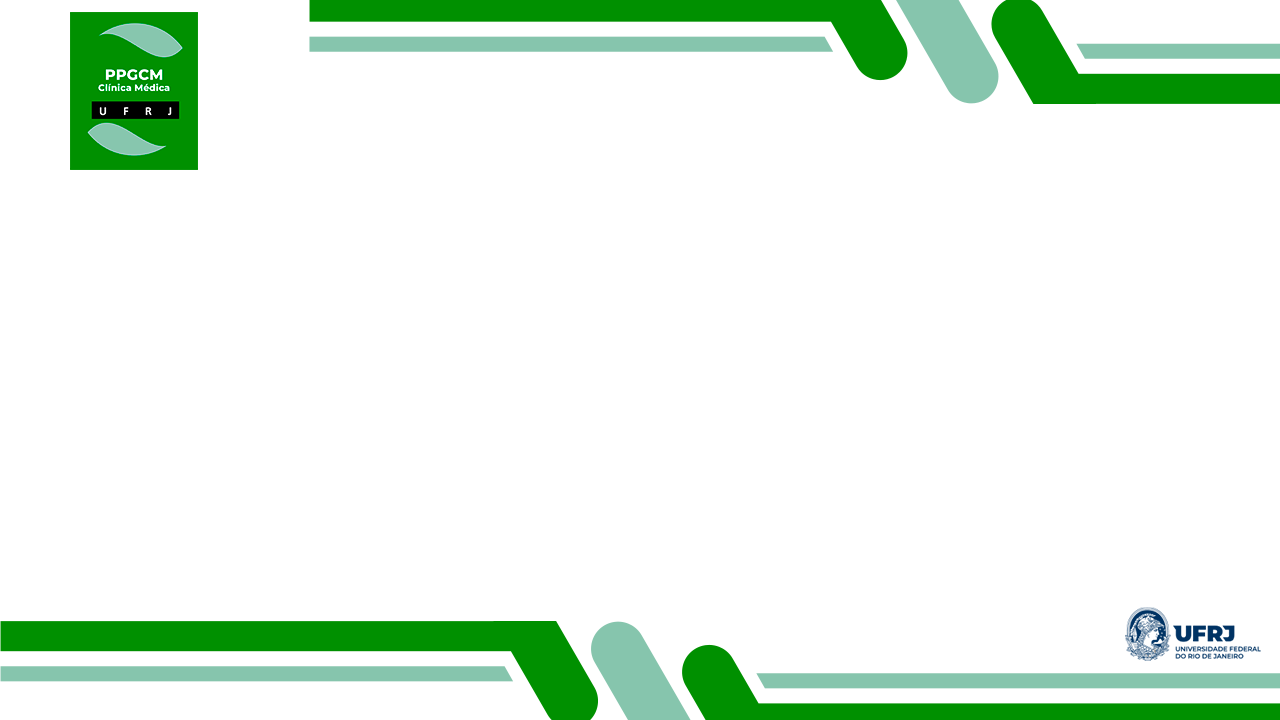 PPGCM
Clínica Médica
U F R J
UFRJ
UNIVERSIDADE FEDERAL
DO RIO DE JANEIRO